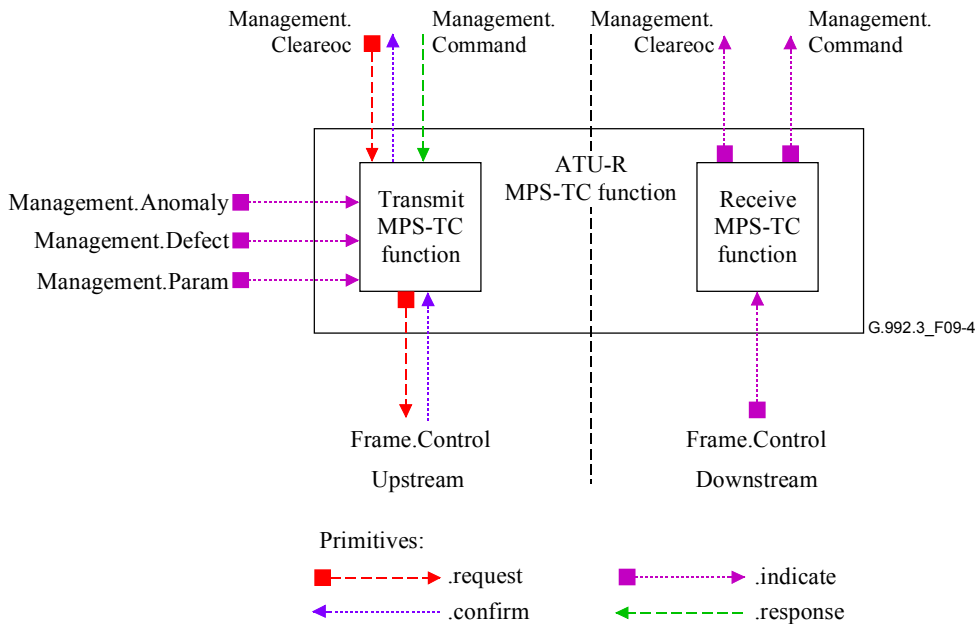 Management.
Cleareoc
Management.
Command
Management.
Cleareoc
Management.
Command
ATU-R
MPS-TC function
Transmit
MPS-TC
function
Receive
MPS-TC
function
Management.Anomaly
Management.Defect
Management.Param
G.992.3_F09-4
Frame.Control
Upstream
Frame.Control
Downstream
Primitives:
.request
.indicate
.confirm
.response